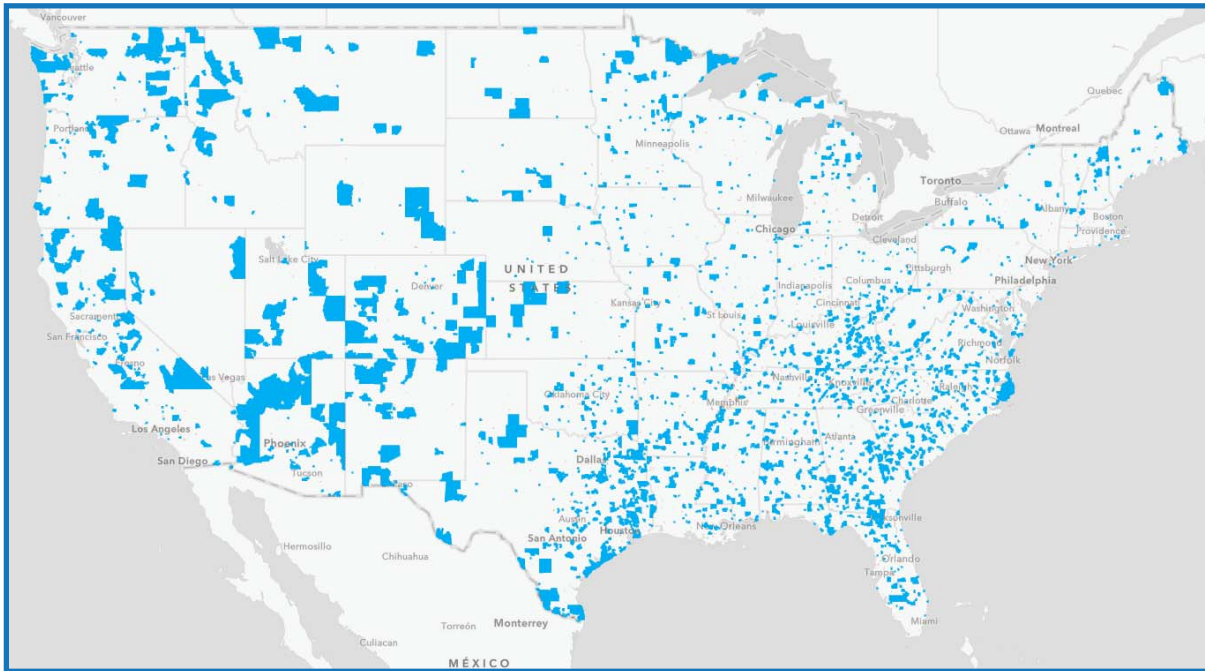 Vancouver
Seattle
Portland
Minneapolis
Quebec
Ottawa
Montreal
Toronto
Buffalo
Albany
Boston
Providence
Milwaukee
Detroit
Chicago
Cleveland
New York
Pittsburgh
Philadelphia
Salt Lake City
UNITED
STATES
Denver
Indianapolis
Columbus
Cincinnati
Washington
Sacramento
San Francisco
Kansas City
St Louis
Louisville
Richmond
Norfolk
Fresno
Las Vegas
Nashville
Knoxville
Raleigh
Oklahoma City
Memphis
Charlotte
Greenville
Los Angeles
Phoenix
Birmingham
Atlanta
San Diego
Tucson
Dallas
El Paso
Austin
Houston
New Orleans
Jacksonville
San Antonio
Hermosillo
Chihuahua
Orlando
Tampa
Miami
Torreón
Monterrey
Culiacan
MÉXICO